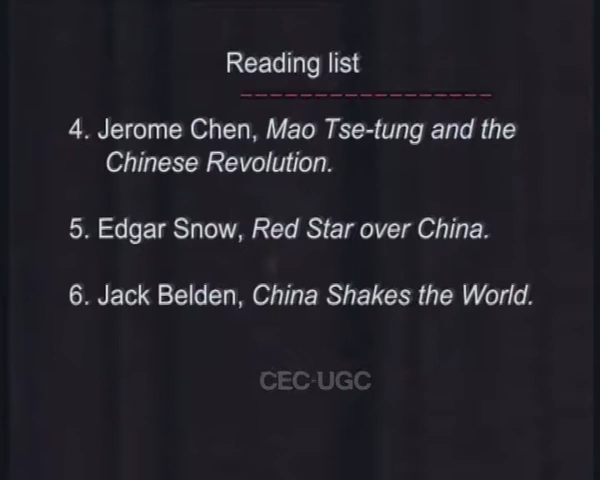 Reading list
4. Jerome Chen, Mao Tse-tung and the
Chinese Revolution.
5. Edgar Snow, Red Star over China.
6. Jack Belden, China Shakes the World.
CEC-UGC